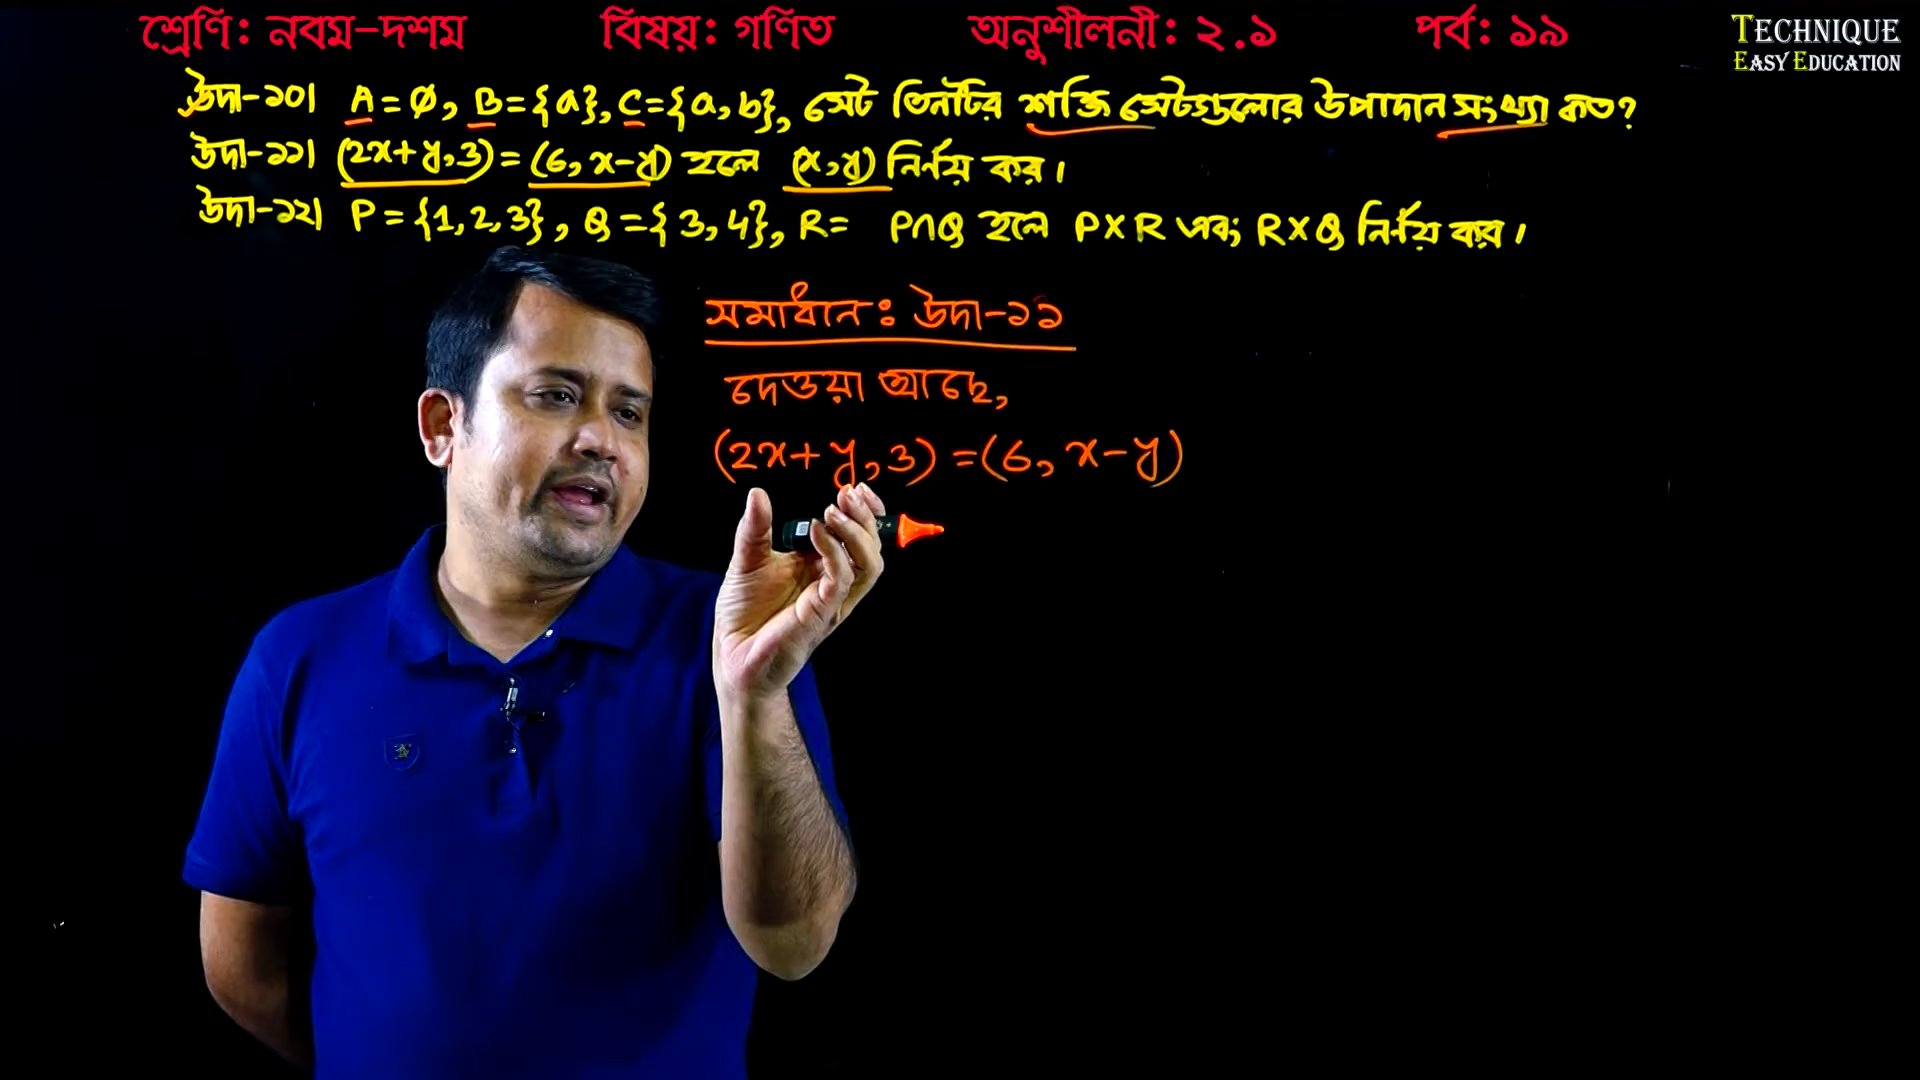 শ্রেণি: নবম-দশম বিষয়: গণিত অনুশীলনী: ২.১ পর্ব: ১৯
TECHNIQUE
EASY EDUCATION
উদা-১০। A = ∅, B = {a}, C = {a, b}, সেট তিনটির শক্তি সেটগুলোর উপাদান সংখ্যা কত?
উদা-১১। (2x+y, 3) = (6, x-y) হলে (x, y) নির্ণয় কর।
উদা-১২। P = {1, 2, 3}, Q = {3, 4}, R = P∩Q হলে P×R এবং R×Q নির্ণয় কর।
সমাধান: উদা-১১
দেওয়া আছে,
(2x+y, 3) = (6, x-y)